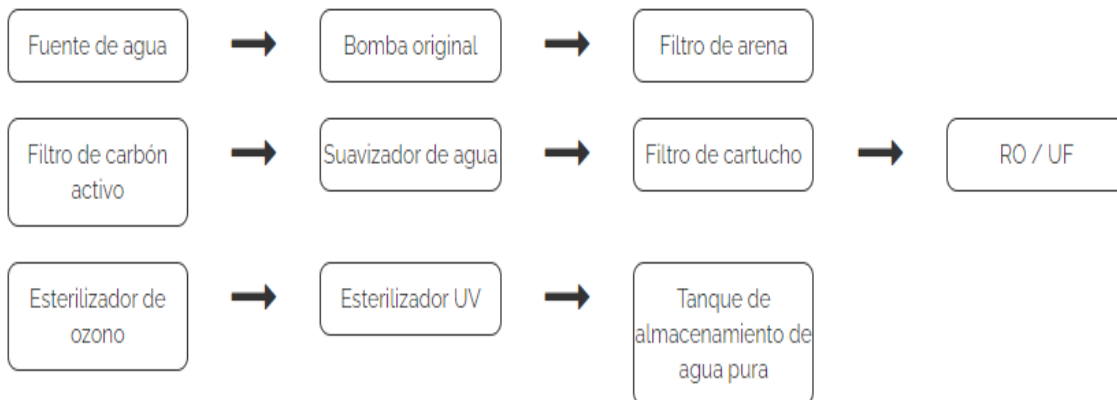 Fuente de agua
Bomba original
Filtro de arena
Filtro de carbón
activo
Suavizador de agua
Filtro de cartucho
RO / UF
Esterilizador de
ozono
Esterilizador UV
Tanque de
almacenamiento de
agua pura